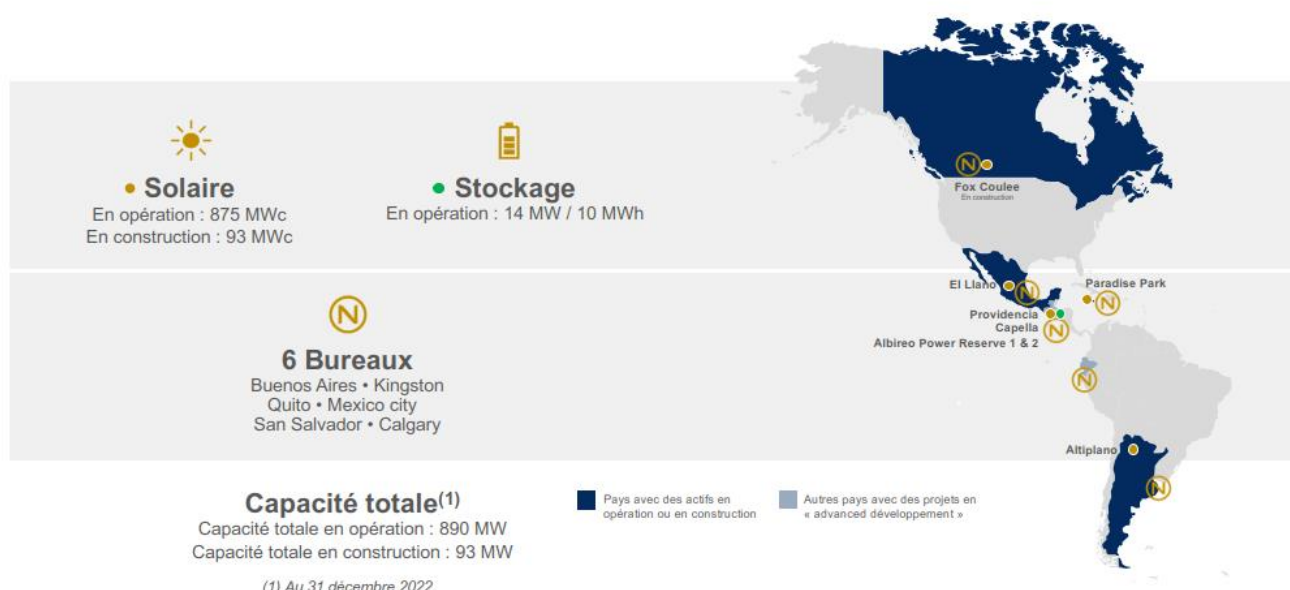 • Solaire
En opération : 875 MWc
En construction : 93 MWc
• Stockage
En opération : 14 MW / 10 MWh
N
6 Bureaux
Buenos Aires • Kingston
Quito • Mexico city
San Salvador • Calgary
Capacité totale(1)
Capacité totale en opération : 890 MW
Capacité totale en construction : 93 MW
(1) Au 31 décembre 2022
Pays avec des actifs en
opération ou en construction
Autres pays avec des projets en
« advanced développement »
N
Fox Coulee
En construction
El Llano
N
Paradise Park
N
Providencia
Capella
Albireo Power Reserve 1 & 2
N
N
Altiplano
N